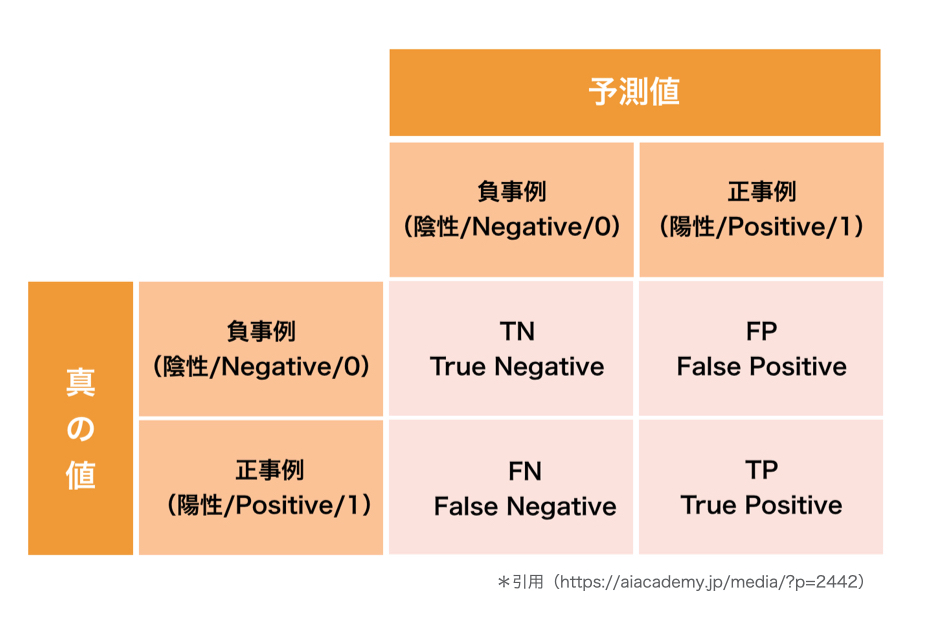 予測値
負事例
（陰性/Negative/0）
正事例
（陽性/Positive/1）
真の値
負事例
（陰性/Negative/0）
TN
True Negative
FP
False Positive
正事例
（陽性/Positive/1）
FN
False Negative
TP
True Positive
＊引用（https://aiacademy.jp/media/?p=2442）